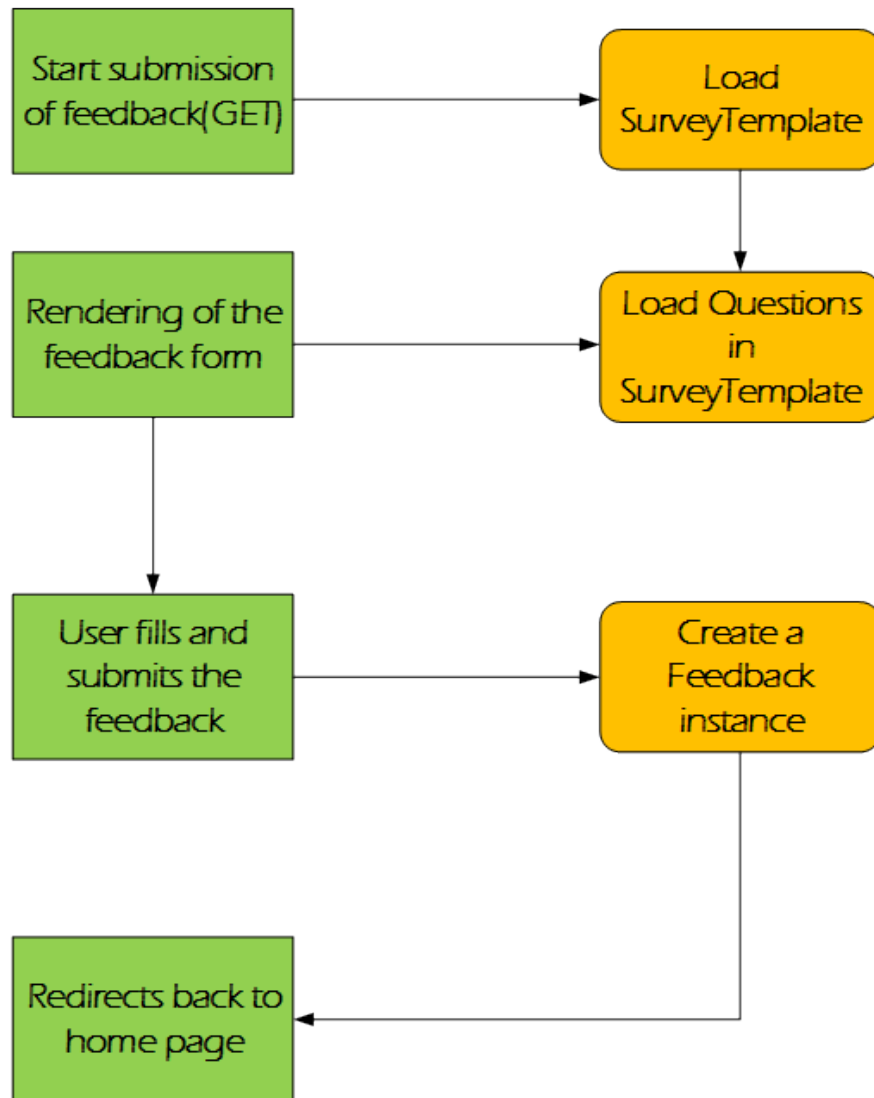 Start submission
of feedback(GET)
Load
SurveyTemplate
Rendering of the
feedback form
Load Questions
in
SurveyTemplate
User fills and
submits the
feedback
Create a
Feedback
instance
Redirects back to
home page